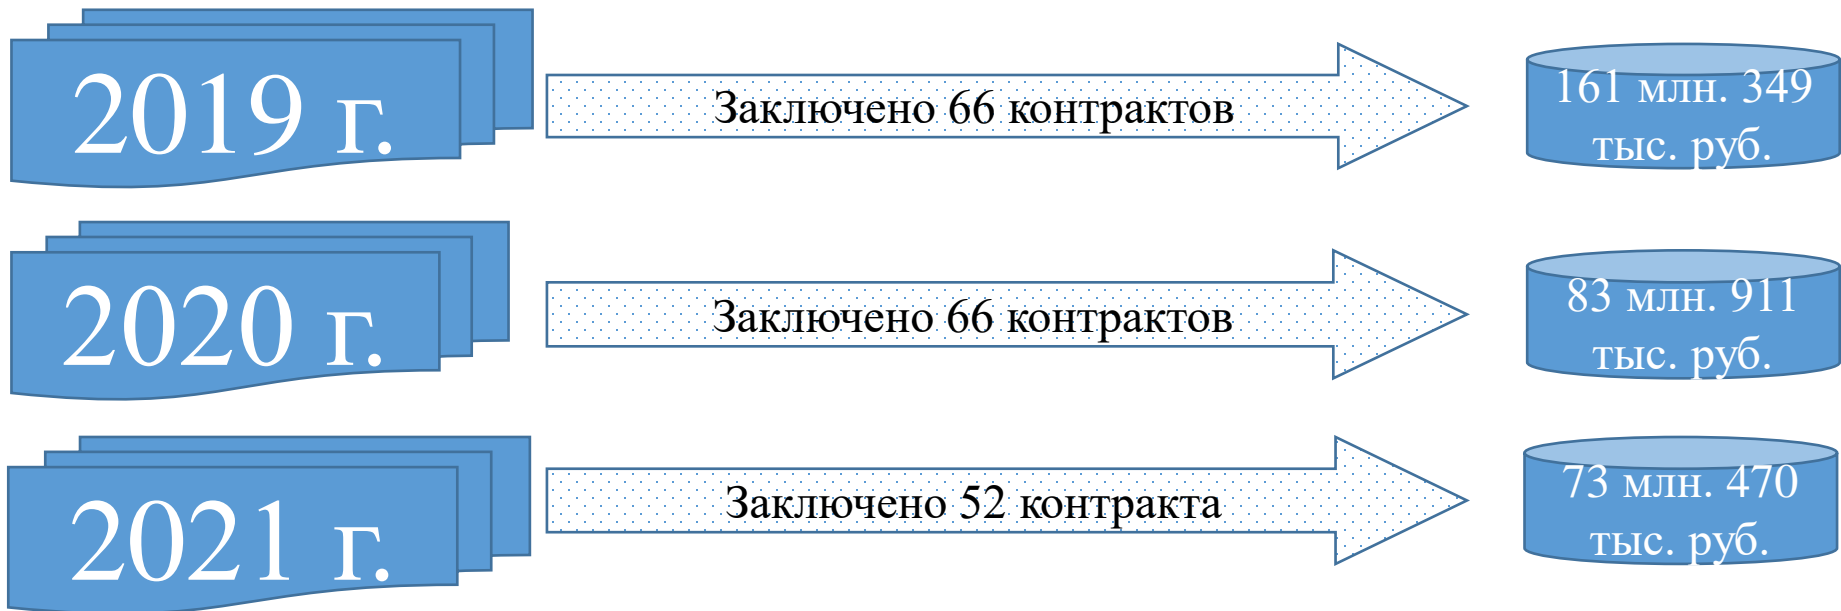 2019 г.
Заключено 66 контрактов
161 млн. 349
тыс. руб.
2020 г.
Заключено 66 контрактов
83 млн. 911
тыс. руб.
2021 г.
Заключено 52 контракта
73 млн. 470
тыс. руб.